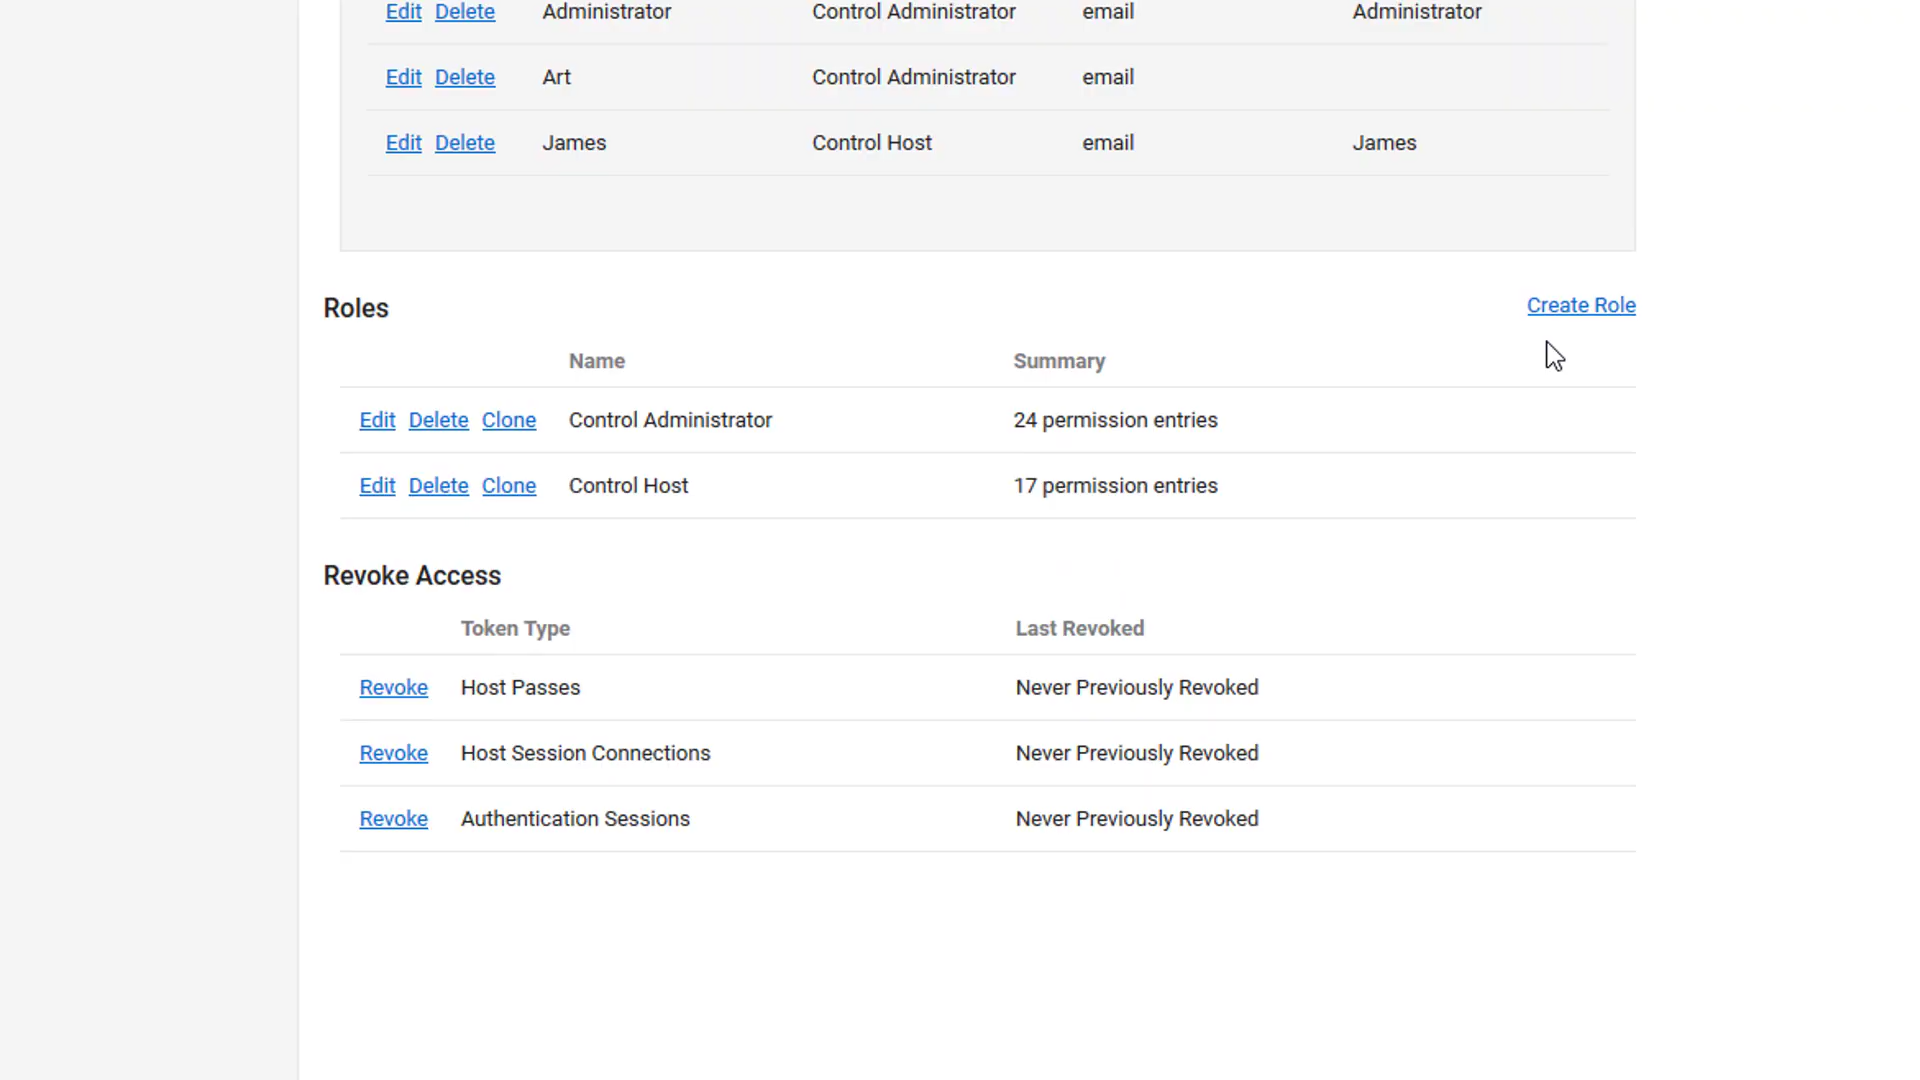 Edit Delete Administrator Control Administrator email Administrator
Edit Delete Art Control Administrator email
Edit Delete James Control Host email James
Roles Create Role
Name Summary
Edit Delete Clone Control Administrator 24 permission entries
Edit Delete Clone Control Host 17 permission entries
Revoke Access
Token Type Last Revoked
Revoke Host Passes Never Previously Revoked
Revoke Host Session Connections Never Previously Revoked
Revoke Authentication Sessions Never Previously Revoked